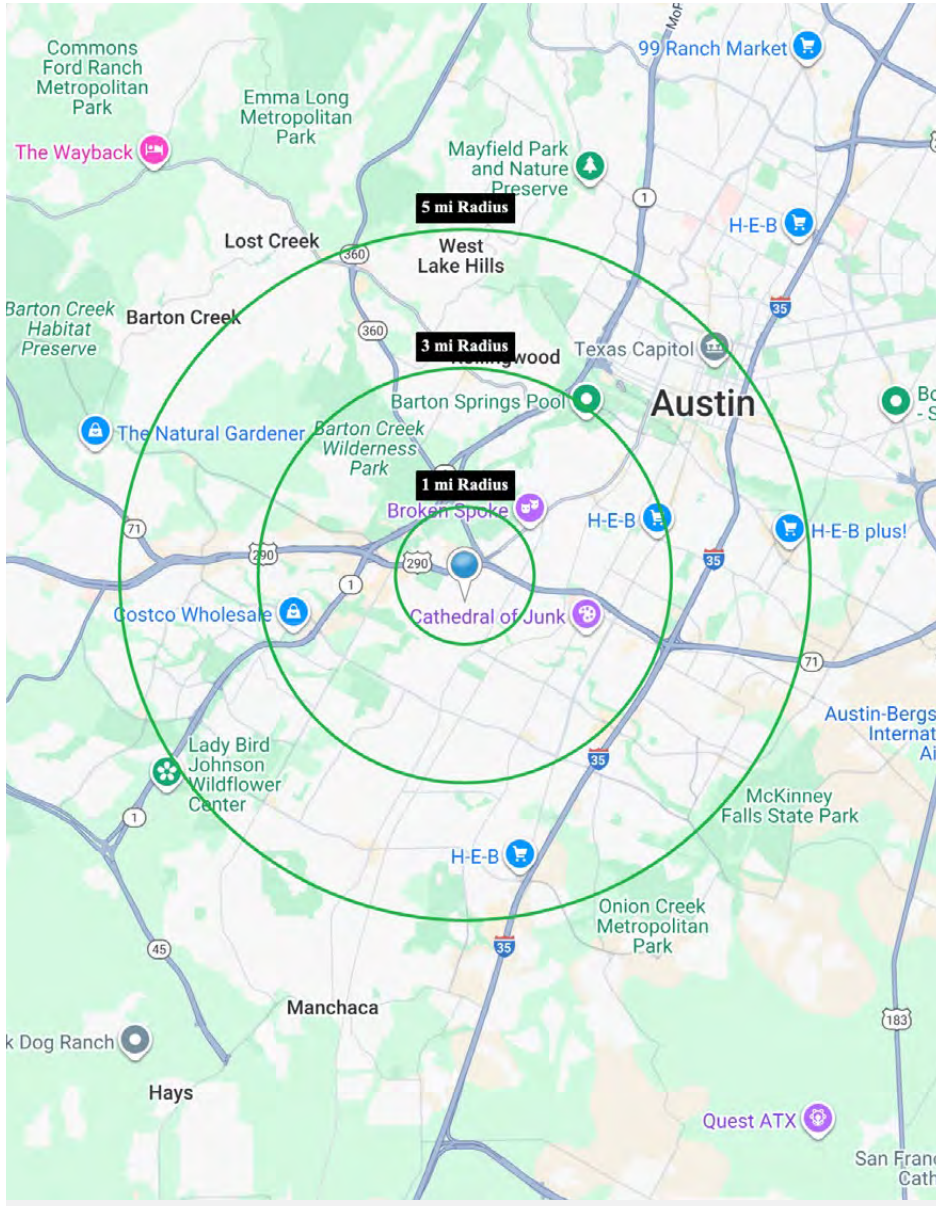 Commons
Ford Ranch
Metropolitan
Park
Emma Long
Metropolitan
Park
The Wayback
99 Ranch Market
Mayfield Park
and Nature
Preserve
1
H-E-B
5 mi Radius
Lost Creek
360
West
Lake Hills
Barton Creek
Habitat
Preserve
Barton Creek
35
360
3 mi Radius
Texas Capitol
Barton Springs Pool
Austin
The Natural Gardener
Barton Creek
Wilderness
Park
1 mi Radius
Broken Spoke
H-E-B
H-E-B plus!
71
290
290
35
1
Costco Wholesale
Cathedral of Junk
71
Austin-Bergs
Internat
Ai
Lady Bird
Johnson
Wildflower
Center
35
1
McKinney
Falls State Park
H-E-B
Onion Creek
Metropolitan
Park
45
35
Manchaca
183
k Dog Ranch
Hays
Quest ATX
San Fran
Cath